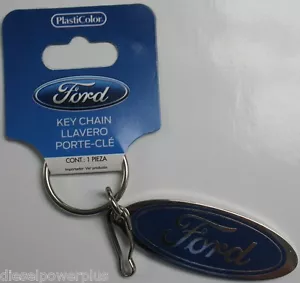 PlastiColor
Ford
KEY CHAIN
LLAVERO
PORTE-CLÉ
CONT.: 1 PIEZA
Ford
dieselpowerplus